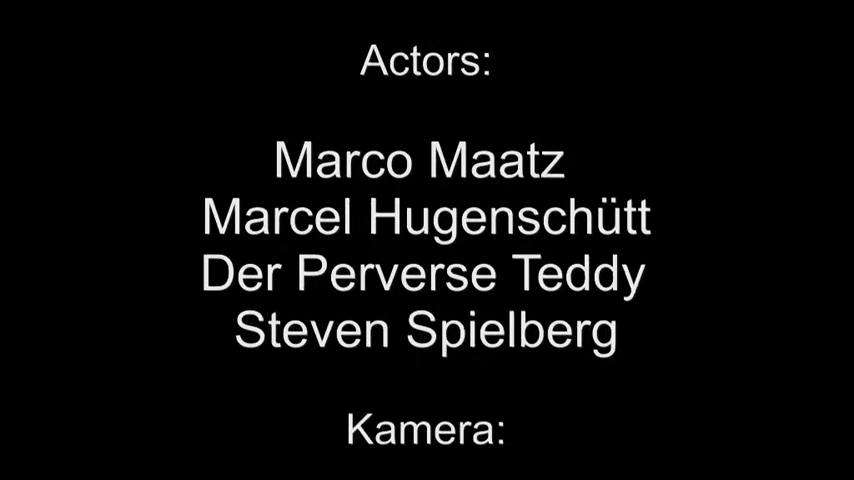 Actors:
Marco Maatz
Marcel Hugenschütt
Der Perverse Teddy
Steven Spielberg
Kamera: